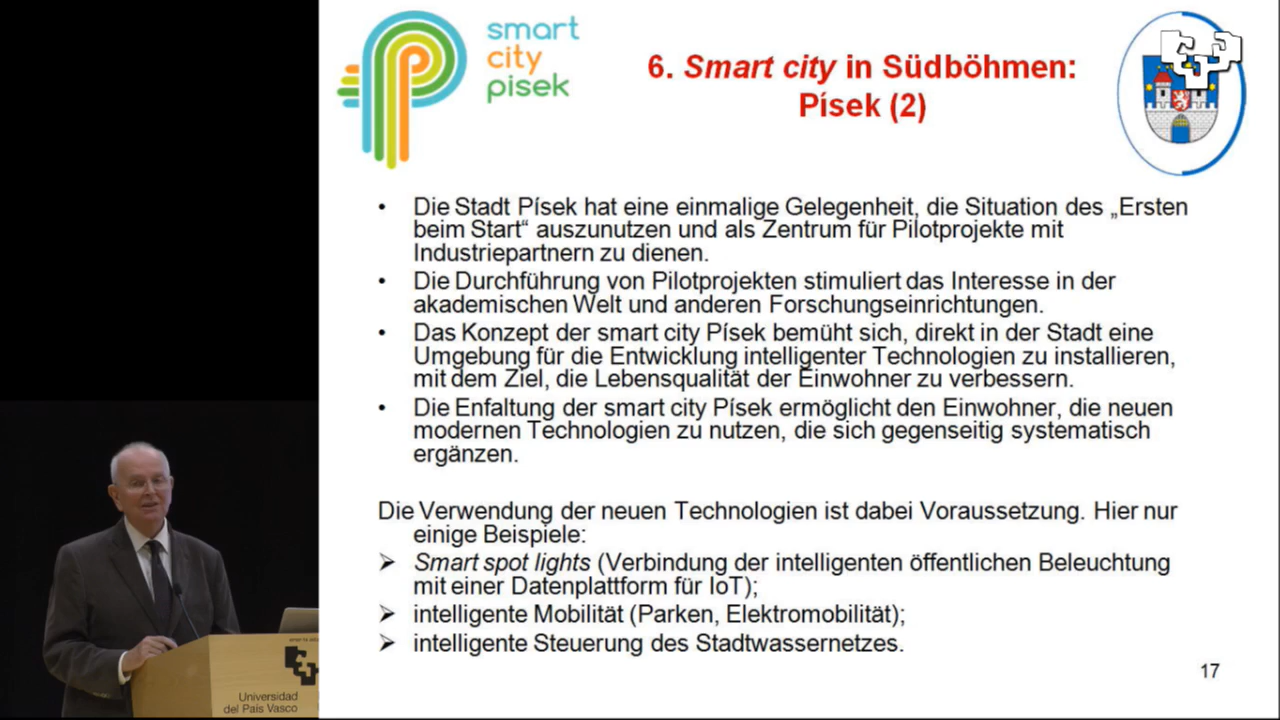 smart
city
pisek
6. Smart city in Südböhmen:
Písek (2)
• Die Stadt Písek hat eine einmalige Gelegenheit, die Situation des „Ersten
beim Start“ auszunutzen und als Zentrum für Pilotprojekte mit
Industriepartnern zu dienen.
• Die Durchführung von Pilotprojekten stimuliert das Interesse in der
akademischen Welt und anderen Forschungseinrichtungen.
• Das Konzept der smart city Písek bemüht sich, direkt in der Stadt eine
Umgebung für die Entwicklung intelligenter Technologien zu installieren,
mit dem Ziel, die Lebensqualität der Einwohner zu verbessern.
• Die Enfaltung der smart city Písek ermöglicht den Einwohner, die neuen
modernen Technologien zu nutzen, die sich gegenseitig systematisch
ergänzen.
Die Verwendung der neuen Technologien ist dabei Voraussetzung. Hier nur
einige Beispiele:
➢ Smart spot lights (Verbindung der intelligenten öffentlichen Beleuchtung
mit einer Datenplattform für IoT);
➢ intelligente Mobilität (Parken, Elektromobilität);
➢ intelligente Steuerung des Stadtwassernetzes.
17
Universidad
del País Vasco